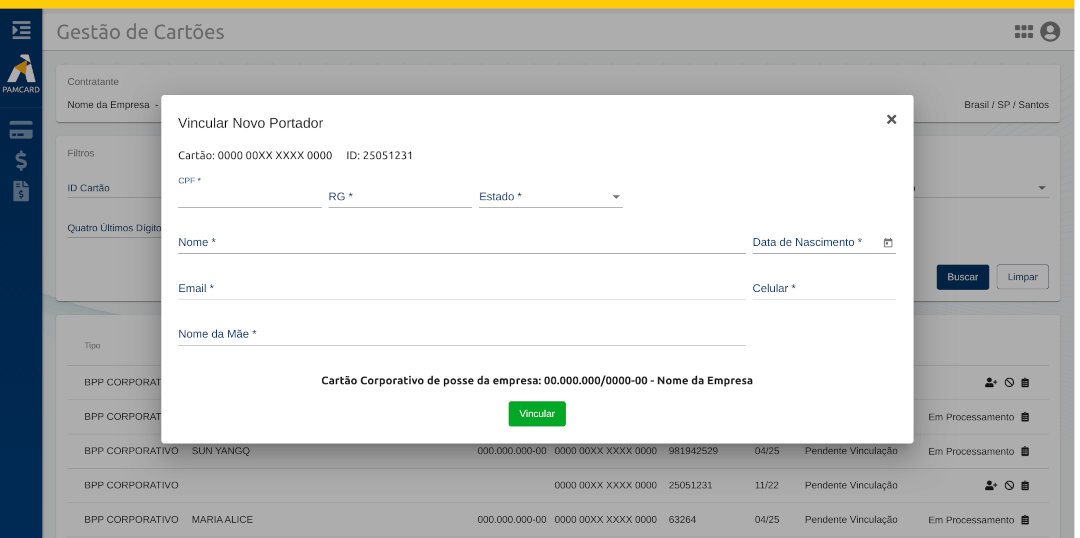 Gestão de Cartões
PAMCARD
Contratante
Nome da Empresa -
Brasil / SP / Santos
Filtros
ID Cartão
Quatro Últimos Dígito
Buscar
Limpar
Vincular Novo Portador
Cartão: 0000 00XX XXXX 0000 ID: 25051231
CPF *
RG *
Estado *
Nome *
Data de Nascimento *
Email *
Celular *
Nome da Mãe *
Cartão Corporativo de posse da empresa: 00.000.000/0000-00 - Nome da Empresa
Vincular
Tipo
BPP CORPORAT
BPP CORPORAT
Em Processamento
BPP CORPORATIVO SUN YANGQ 000.000.000-00 0000 00XX XXXX 0000 981942529 04/25 Pendente Vinculação Em Processamento
BPP CORPORATIVO 0000 00XX XXXX 0000 25051231 11/22 Pendente Vinculação
BPP CORPORATIVO MARIA ALICE 000.000.000-00 0000 00XX XXXX 0000 63264 04/25 Pendente Vinculação Em Processamento